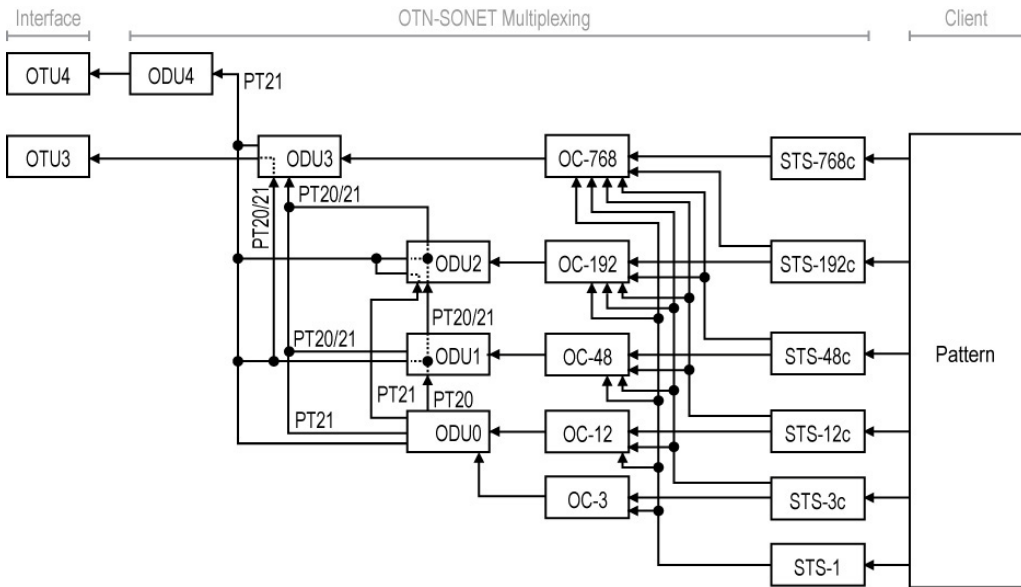 Interface
OTN-SONET Multiplexing
Client
OTU4
ODU4
PT21
OTU3
ODU3
OC-768
STS-768c
PT20/21
PT20/21
ODU2
OC-192
STS-192c
PT20/21
PT20/21
ODU1
OC-48
STS-48c
Pattern
PT21
PT20
PT21
ODU0
OC-12
STS-12c
OC-3
STS-3c
STS-1